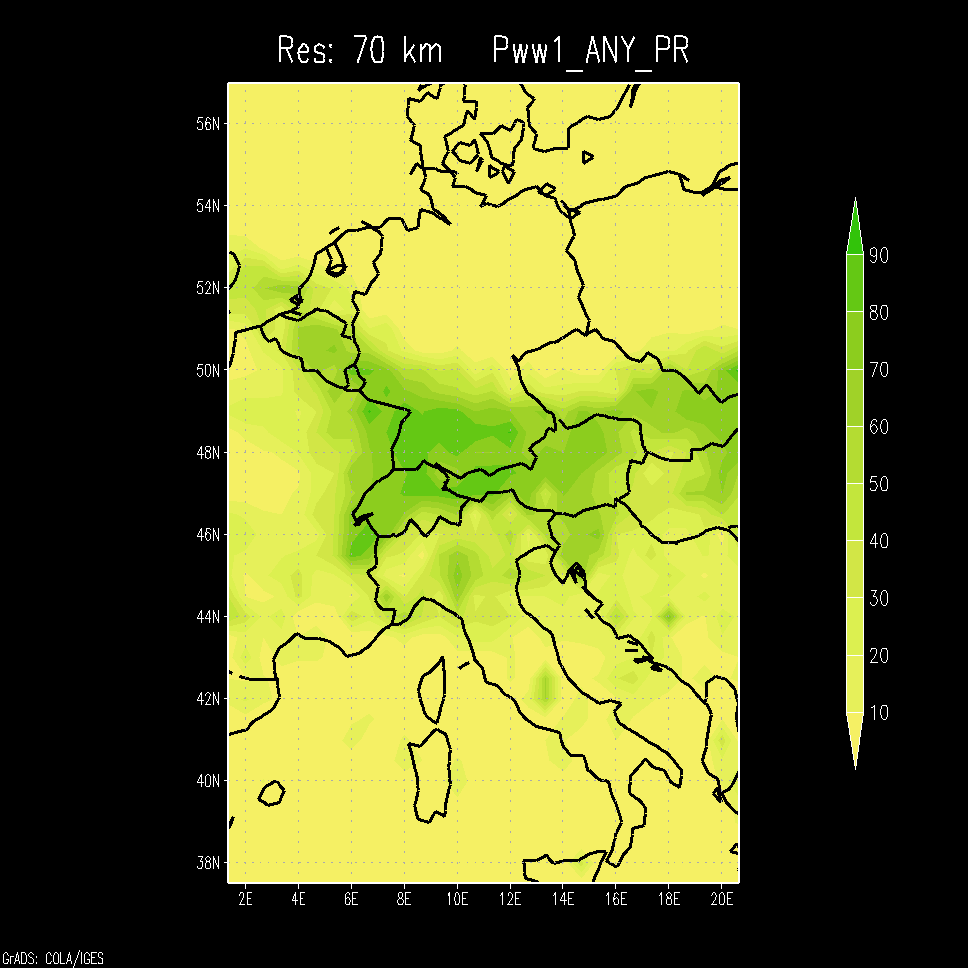 Res: 70 km Pww1_ANY_PR
56N
54N
52N
50N
48N
46N
44N
42N
40N
38N
2E 4E 6E 8E 10E 12E 14E 16E 18E 20E
90
80
70
60
50
40
30
20
10
GrADS: COLA/IGES